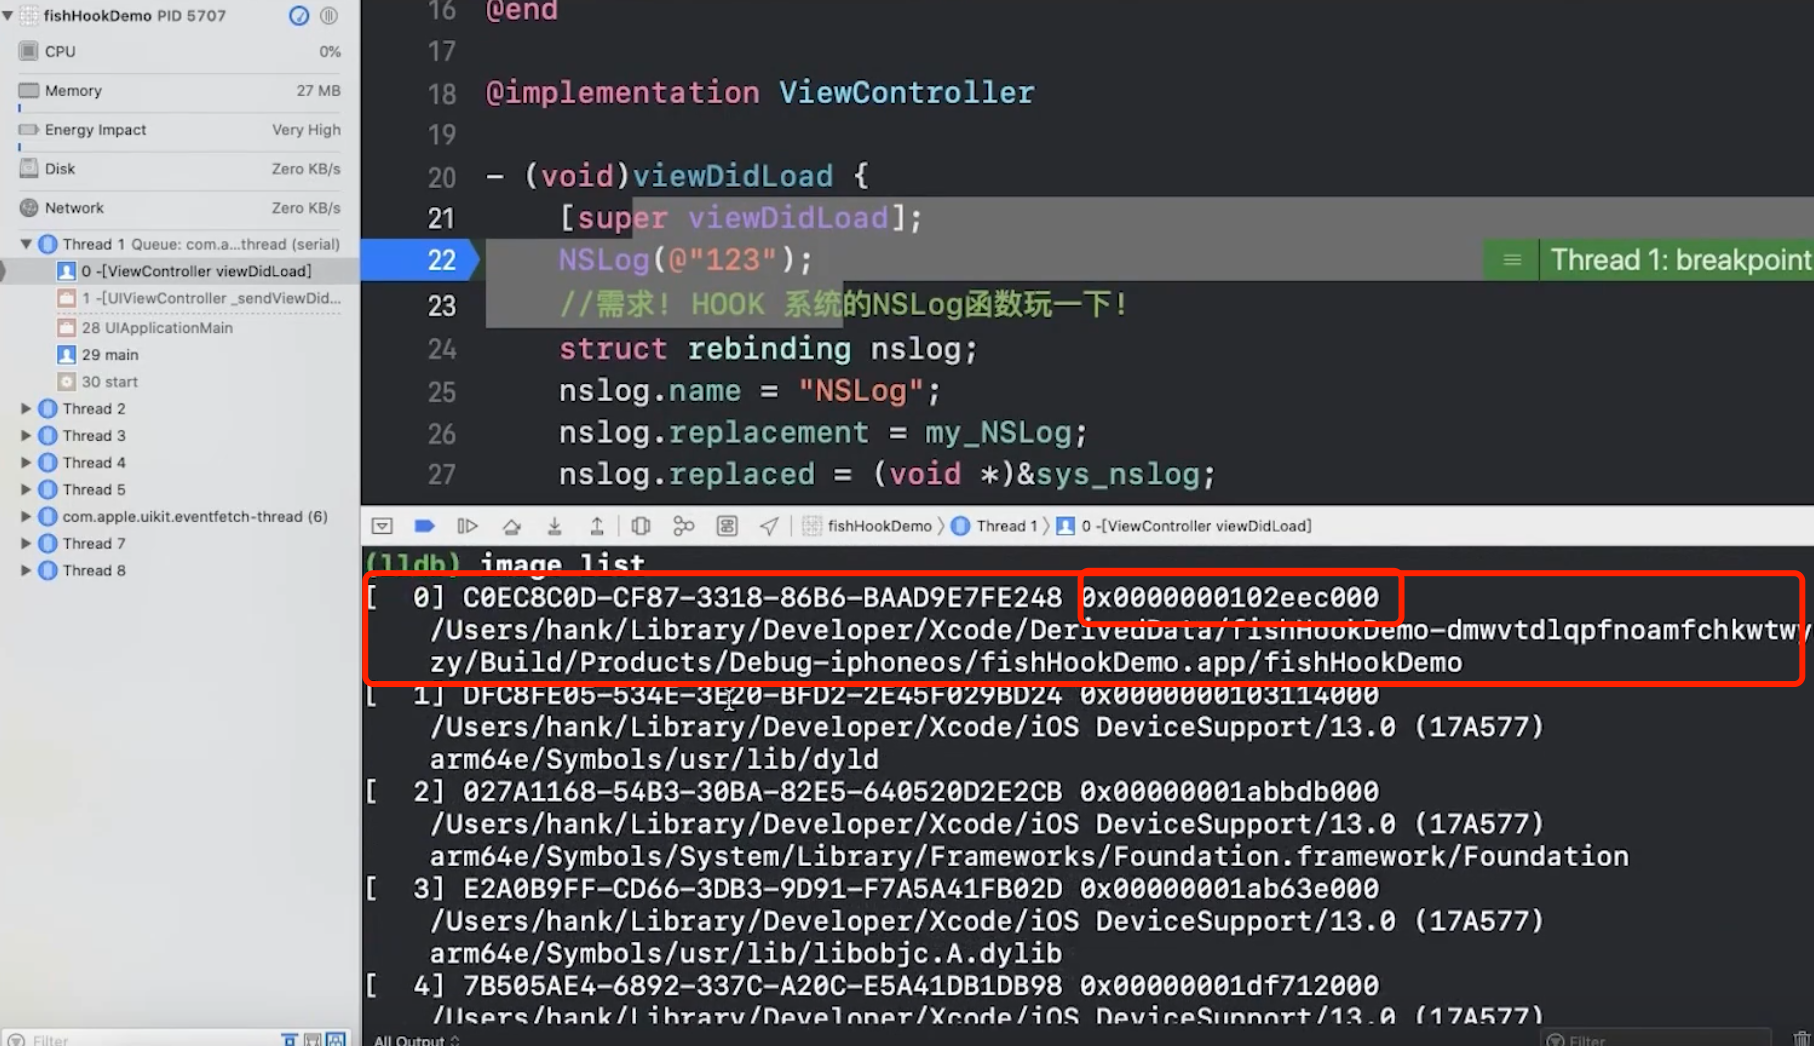 fishHookDemo PID 5707
CPU 0%
Memory 27 MB
Energy Impact Very High
Disk Zero KB/s
Network Zero KB/s
Thread 1 Queue: com.a...thread (serial)
0 -[ViewController viewDidLoad]
1 -[UIViewController _sendViewDid...
28 UIApplicationMain
29 main
30 start
Thread 2
Thread 3
Thread 4
Thread 5
com.apple.uikit.eventfetch-thread (6)
Thread 7
Thread 8
Filter
16 @end
17
18 @implementation ViewController
19
20 - (void)viewDidLoad {
21 [super viewDidLoad];
22 NSLog(@"123"); Thread 1: breakpoint
23 //需求! HOOK 系统的NSLog函数玩一下!
24 struct rebinding nslog;
25 nslog.name = "NSLog";
26 nslog.replacement = my_NSLog;
27 nslog.replaced = (void *)&sys_nslog;
fishHookDemo 〉 Thread 1 〉 0 -[ViewController viewDidLoad]
(lldb) image list
[ 0] C0EC8C0D-CF87-3318-86B6-BAAD9E7FE248 0x0000000102eec000
/Users/hank/Library/Developer/Xcode/DerivedData/fishHookDemo-dmwvtdlqpfnoamfchkwtwy
zy/Build/Products/Debug-iphoneos/fishHookDemo.app/fishHookDemo
[ 1] DFC8FE05-534E-3E20-BFD2-2E45F029BD24 0x0000000103114000
/Users/hank/Library/Developer/Xcode/iOS DeviceSupport/13.0 (17A577)
arm64e/Symbols/usr/lib/dyld
[ 2] 027A1168-54B3-30BA-82E5-640520D2E2CB 0x00000001abbdb000
/Users/hank/Library/Developer/Xcode/iOS DeviceSupport/13.0 (17A577)
arm64e/Symbols/System/Library/Frameworks/Foundation.framework/Foundation
[ 3] E2A0B9FF-CD66-3DB3-9D91-F7A5A41FB02D 0x00000001ab63e000
/Users/hank/Library/Developer/Xcode/iOS DeviceSupport/13.0 (17A577)
arm64e/Symbols/usr/lib/libobjc.A.dylib
[ 4] 7B505AE4-6892-337C-A20C-E5A41DB1DB98 0x00000001df712000
/Users/hank/Library/Developer/Xcode/iOS DeviceSupport/13.0 (17A577)
All Output Filter